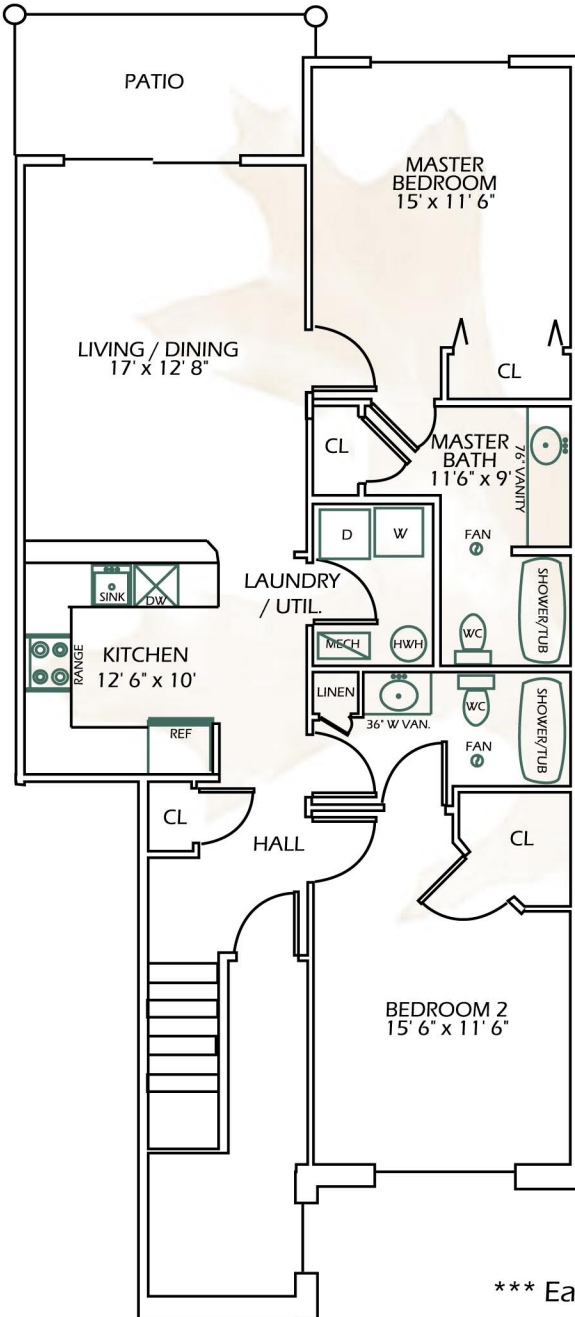 PATIO
MASTER
BEDROOM
15' x 11' 6"
LIVING / DINING
17' x 12' 8"
CL
CL
MASTER
BATH
11'6" x 9'
76" VANITY
D
W
FAN
SINK
DW
LAUNDRY
/ UTIL.
SHOWER/TUB
WC
MECH
HWH
RANGE
KITCHEN
12' 6" x 10'
LINEN
36" W VAN.
WC
SHOWER/TUB
REF
FAN
CL
HALL
CL
BEDROOM 2
15' 6" x 11' 6"
*** Ea